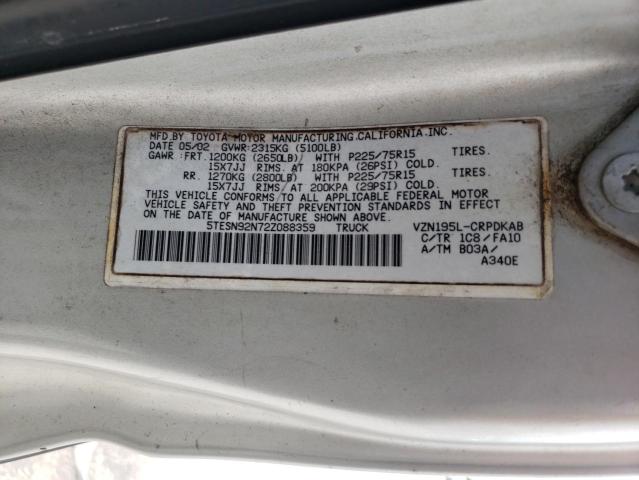 MFD.BY TOYOTA MOTOR MANUFACTURING.CALIFORNIA.INC.
DATE 05/02 GVWR:2315KG (5100LB)
GAWR:FRT.1200KG (2650LB) WITH P225/75R15 TIRES.
15X7JJ RIMS. AT 180KPA (26PSI) COLD.
RR. 1270KG (2800LB) WITH P225/75R15 TIRES.
15X7JJ RIMS. AT 200KPA (29PSI) COLD.
THIS VEHICLE CONFORMS TO ALL APPLICABLE FEDERAL MOTOR
VEHICLE SAFETY STANDARDS IN EFFECT ON THE DATE OF
MANUFACTURE SHOWN ABOVE.
5TESN92N72Z088359 TRUCK VZN195L-CRPDKAB
C/TR 1C8/FA10
A/TM B03A/
A340E